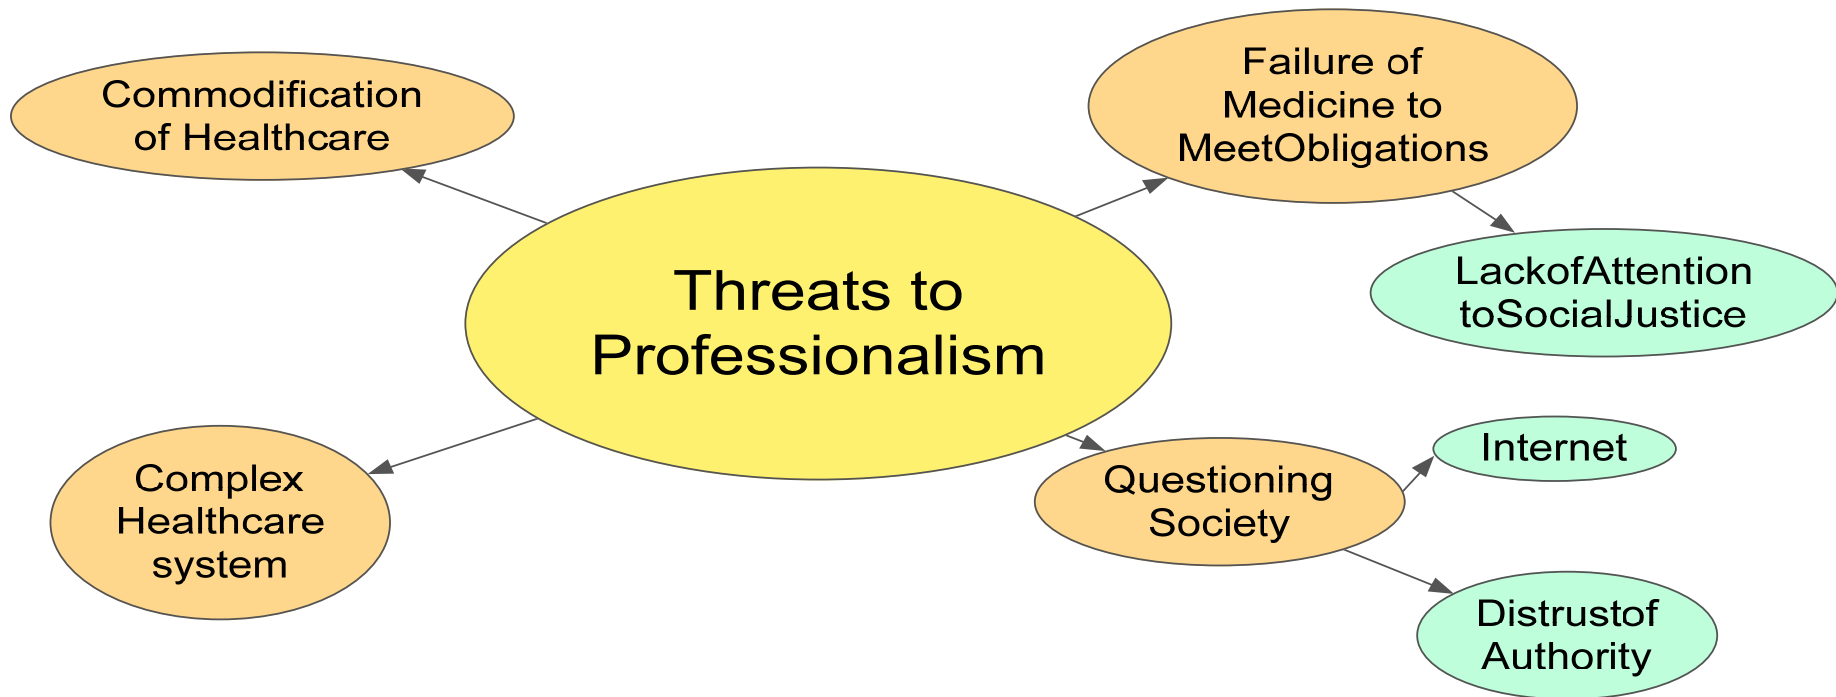 Commodification
of Healthcare
Failure of
Medicine to
MeetObligations
Threats to
Professionalism
LackofAttention
toSocialJustice
Complex
Healthcare
system
Questioning
Society
Internet
Distrustof
Authority